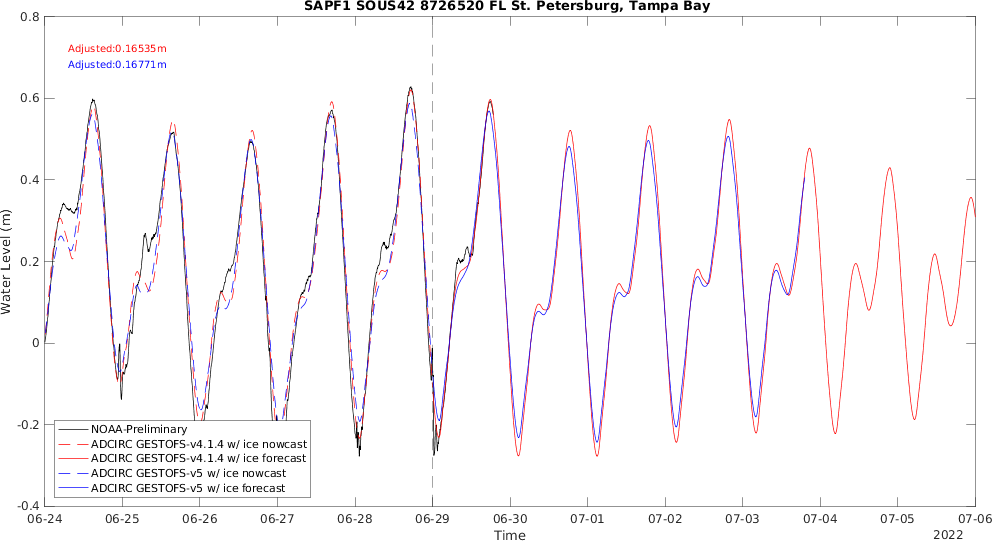 SAPF1 SOUS42 8726520 FL St. Petersburg, Tampa Bay
0.8
Adjusted:0.16535m
Adjusted:0.16771m
0.6
0.4
0.2
0
-0.2
-0.4
Water Level (m)
NOAA-Preliminary
ADCIRC GESTOFS-v4.1.4 w/ ice nowcast
ADCIRC GESTOFS-v4.1.4 w/ ice forecast
ADCIRC GESTOFS-v5 w/ ice nowcast
ADCIRC GESTOFS-v5 w/ ice forecast
06-24 06-25 06-26 06-27 06-28 06-29 06-30 07-01 07-02 07-03 07-04 07-05 07-06
Time
2022